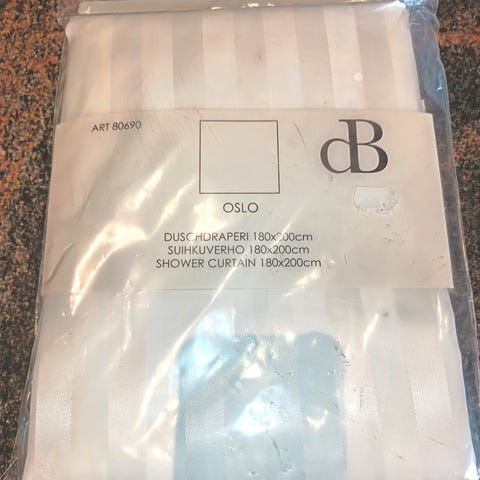 ART 80690
dB
OSLO
DUSCHDRAPERI 180x200cm
SUIHKUVERHO 180x200cm
SHOWER CURTAIN 180x200cm